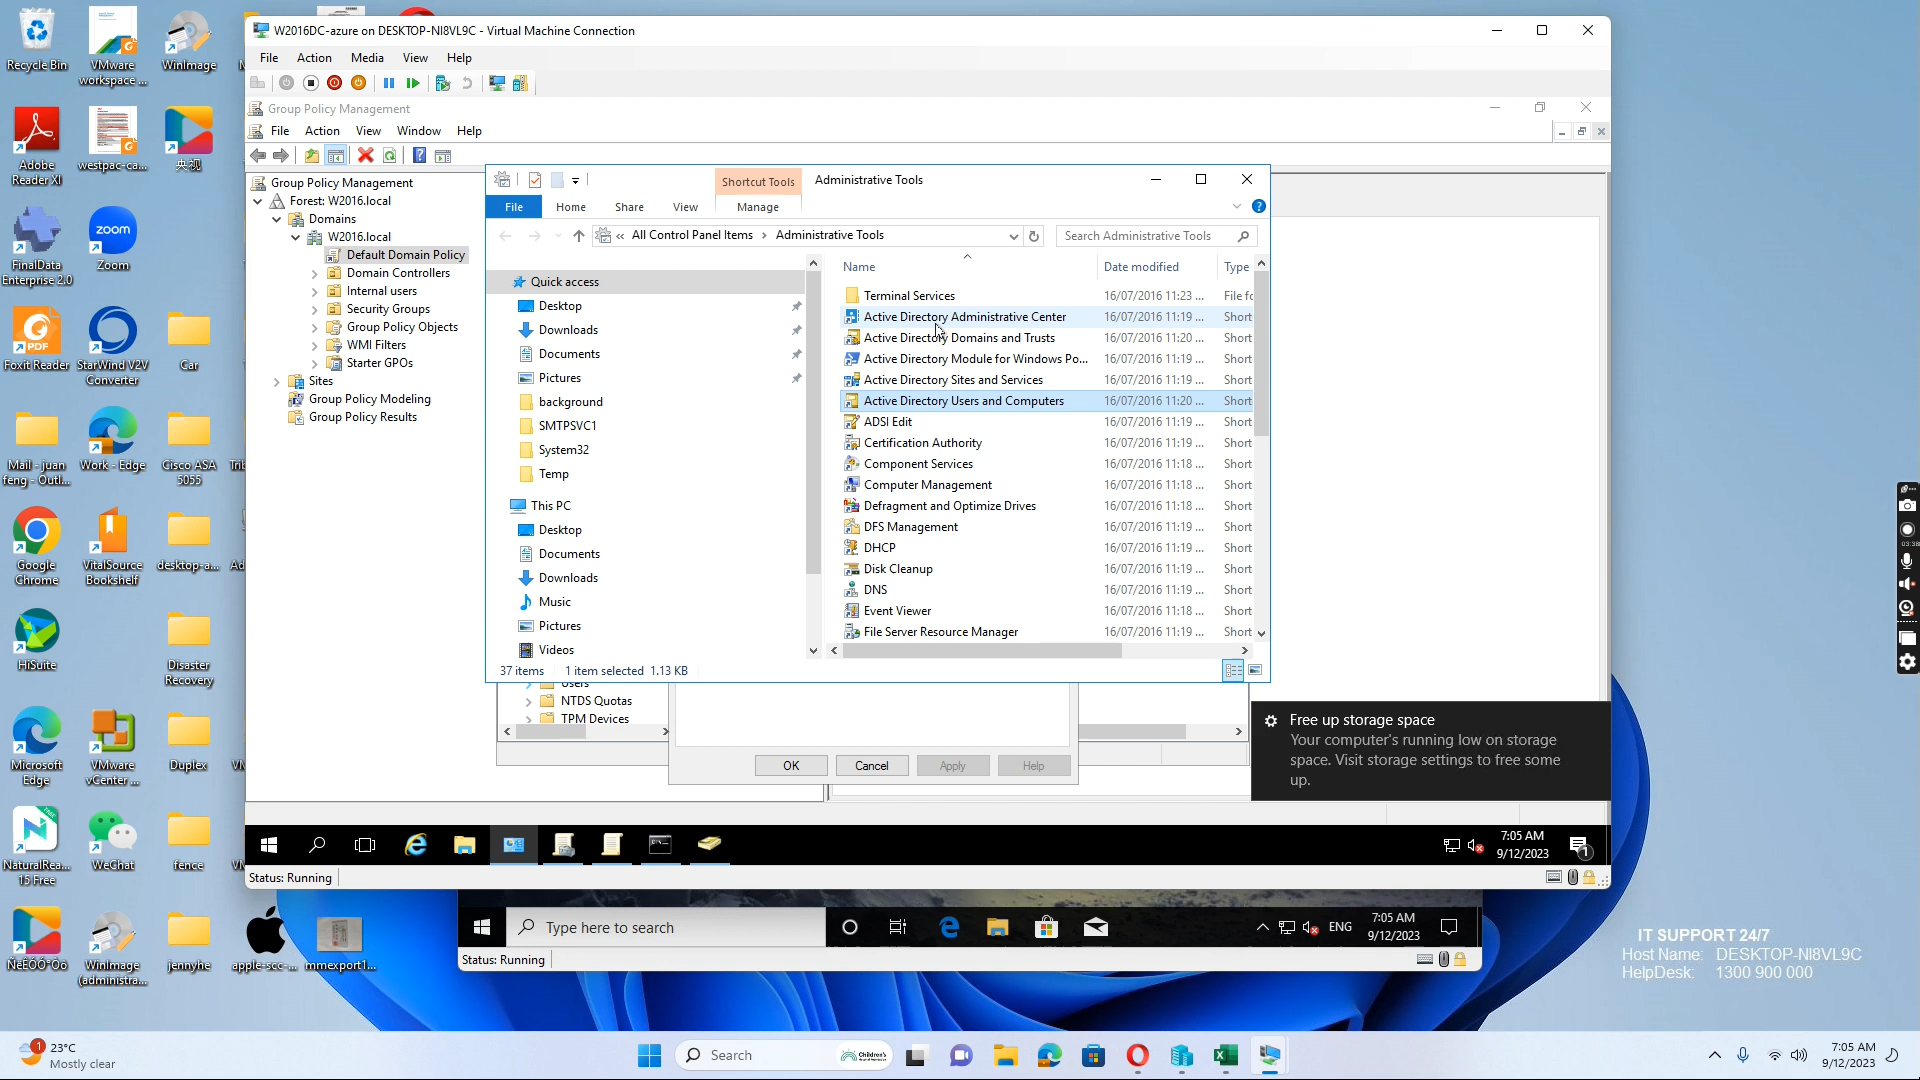 Recycle Bin
VMware workspace ...
WinImage
Adobe Reader XI
westpac-ca...
央视
FinalData Enterprise 2.0
Zoom
Foxit Reader
StarWind V2V Converter
Car
Mail - juan feng - Outl...
Work - Edge
Cisco ASA 5055
Google Chrome
VitalSource Bookshelf
desktop-a...
HiSuite
Disaster Recovery
Microsoft Edge
VMware vCenter ...
Duplex
NaturalRea... 15 Free
WeChat
fence
ÑeÊÓÓ°Òô
WinImage (administra...
jennyhe
apple-scc-...
mmexport1...
W2016DC-azure on DESKTOP-NI8VL9C - Virtual Machine Connection
File Action Media View Help
Group Policy Management
File Action View Window Help
Group Policy Management
Forest: W2016.local
Domains
W2016.local
Default Domain Policy
Domain Controllers
Internal users
Security Groups
Group Policy Objects
WMI Filters
Starter GPOs
Sites
Group Policy Modeling
Group Policy Results
Shortcut Tools Administrative Tools
File Home Share View Manage
« All Control Panel Items › Administrative Tools
Search Administrative Tools
Quick access
Desktop
Downloads
Documents
Pictures
background
SMTPSVC1
System32
Temp
This PC
Desktop
Documents
Downloads
Music
Pictures
Videos
Name Date modified Type
Terminal Services 16/07/2016 11:23 ... File fc
Active Directory Administrative Center 16/07/2016 11:19 ... Short
Active Directory Domains and Trusts 16/07/2016 11:20 ... Short
Active Directory Module for Windows Po... 16/07/2016 11:19 ... Short
Active Directory Sites and Services 16/07/2016 11:19 ... Short
Active Directory Users and Computers 16/07/2016 11:20 ... Short
ADSI Edit 16/07/2016 11:19 ... Short
Certification Authority 16/07/2016 11:19 ... Short
Component Services 16/07/2016 11:18 ... Short
Computer Management 16/07/2016 11:18 ... Short
Defragment and Optimize Drives 16/07/2016 11:18 ... Short
DFS Management 16/07/2016 11:19 ... Short
DHCP 16/07/2016 11:19 ... Short
Disk Cleanup 16/07/2016 11:19 ... Short
DNS 16/07/2016 11:19 ... Short
Event Viewer 16/07/2016 11:18 ... Short
File Server Resource Manager 16/07/2016 11:19 ... Short
37 items 1 item selected 1.13 KB
Users
NTDS Quotas
TPM Devices
OK Cancel Apply Help
Free up storage space
Your computer's running low on storage
space. Visit storage settings to free some
up.
7:05 AM
9/12/2023
1
Status: Running
Type here to search
ENG
7:05 AM
9/12/2023
Status: Running
IT SUPPORT 24/7
Host Name: DESKTOP-NI8VL9C
HelpDesk: 1300 900 000
03:38
1
23°C
Mostly clear
Search
Children's
7:05 AM
9/12/2023